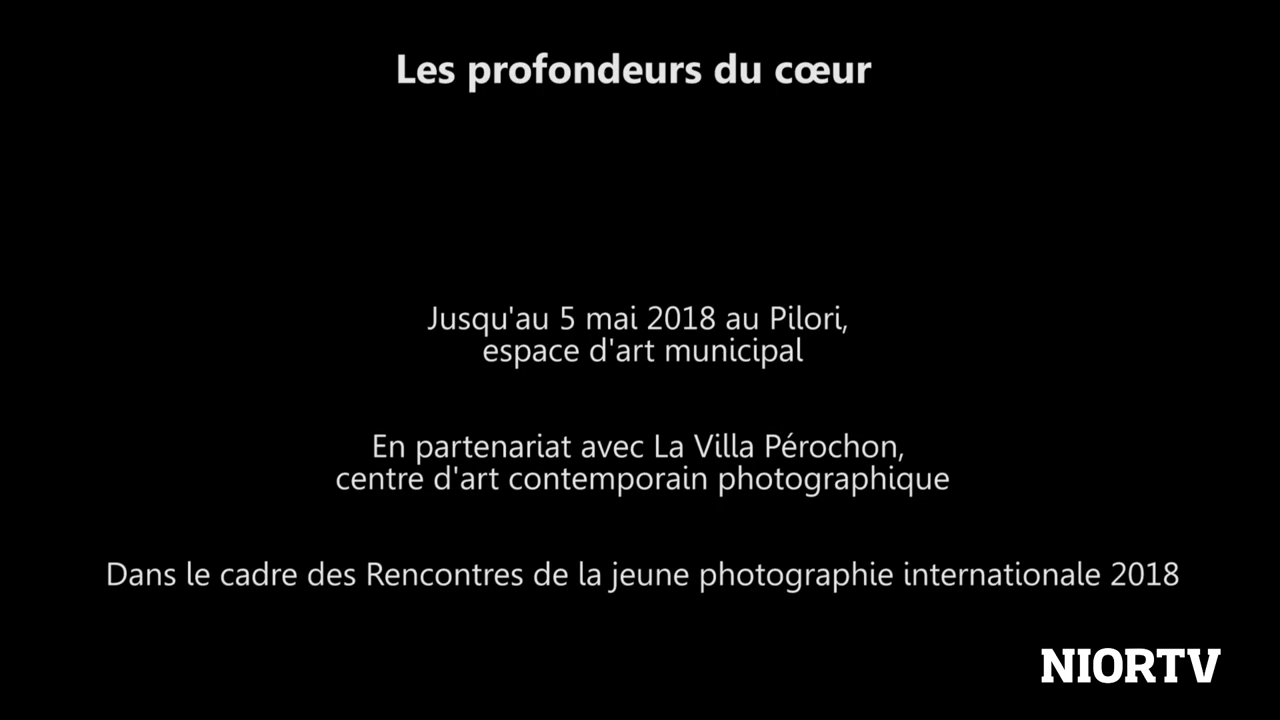 Les profondeurs du cœur
Jusqu'au 5 mai 2018 au Pilori,
espace d'art municipal
En partenariat avec La Villa Pérochon,
centre d'art contemporain photographique
Dans le cadre des Rencontres de la jeune photographie internationale 2018
NIORTV